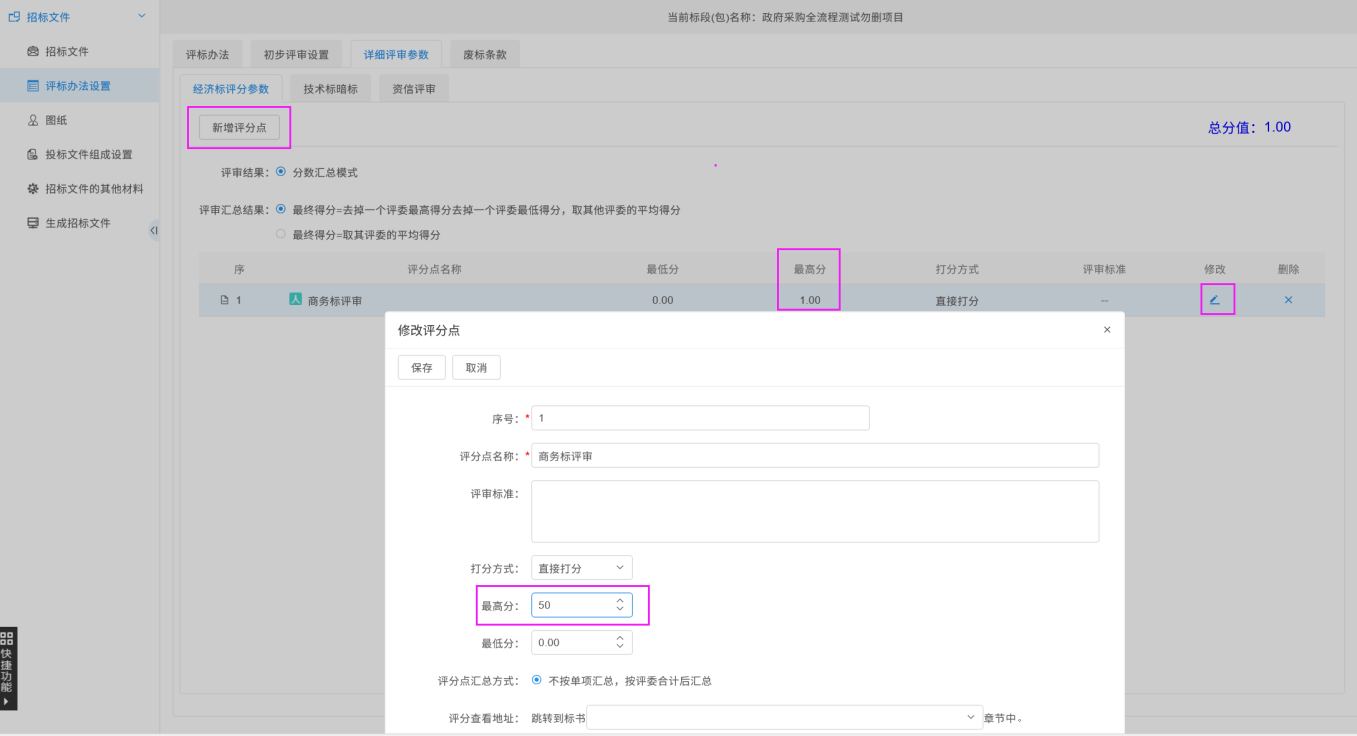 招标文件
当前标段(包)名称: 政府采购全流程测试勿删项目
招标文件
评标办法设置
图纸
投标文件组成设置
招标文件的其他材料
生成招标文件
快捷功能
评标办法 初步评审设置 详细评审参数 废标条款
经济标评分参数 技术标暗标 资信评审
新增评分点
总分值: 1.00
评审结果: 分数汇总模式
评审汇总结果: 最终得分=去掉一个评委最高得分去掉一个评委最低得分，取其他评委的平均得分
最终得分=取其评委的平均得分
序 评分点名称 最低分 最高分 打分方式 评审标准 修改 删除
1 人 商务标评审 0.00 1.00 直接打分 --
修改评分点 ×
保存 取消
序号: * 1
评分点名称: * 商务标评审
评审标准:
打分方式: 直接打分
最高分: 50
最低分: 0.00
评分点汇总方式: 不按单项汇总，按评委合计后汇总
评分查看地址: 跳转到标书 章节中。